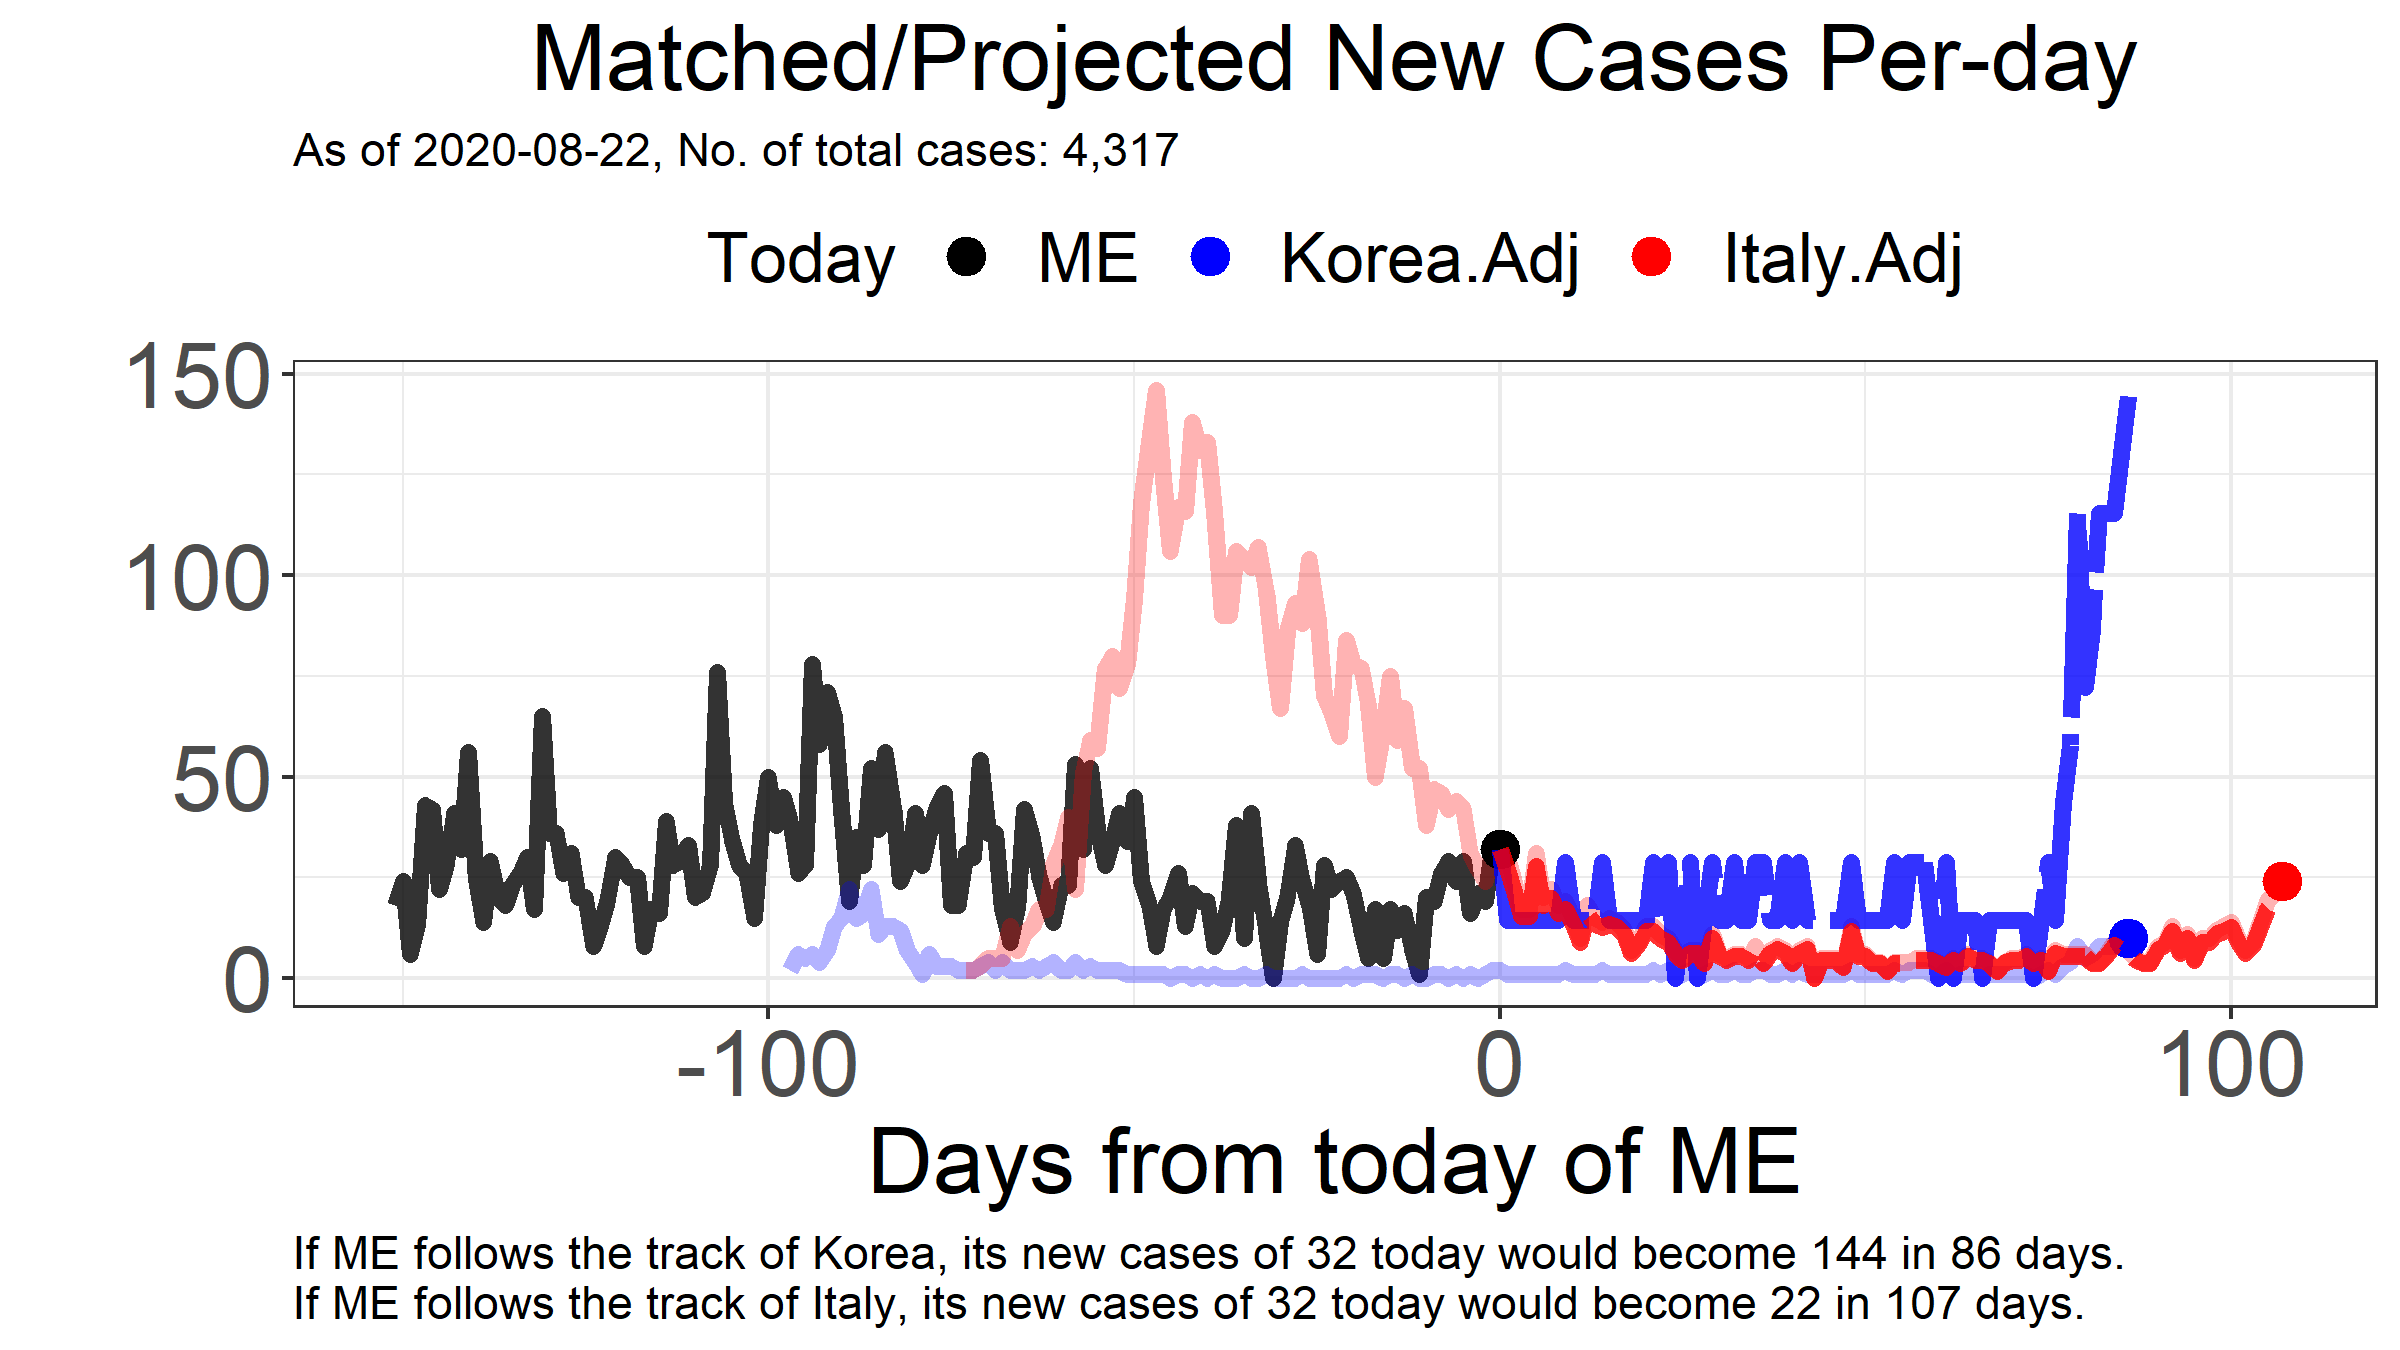 Matched/Projected New Cases Per-day
As of 2020-08-22, No. of total cases: 4,317
Today ME Korea.Adj Italy.Adj
150
100
50
0
-100 0 100
Days from today of ME
If ME follows the track of Korea, its new cases of 32 today would become 144 in 86 days.
If ME follows the track of Italy, its new cases of 32 today would become 22 in 107 days.